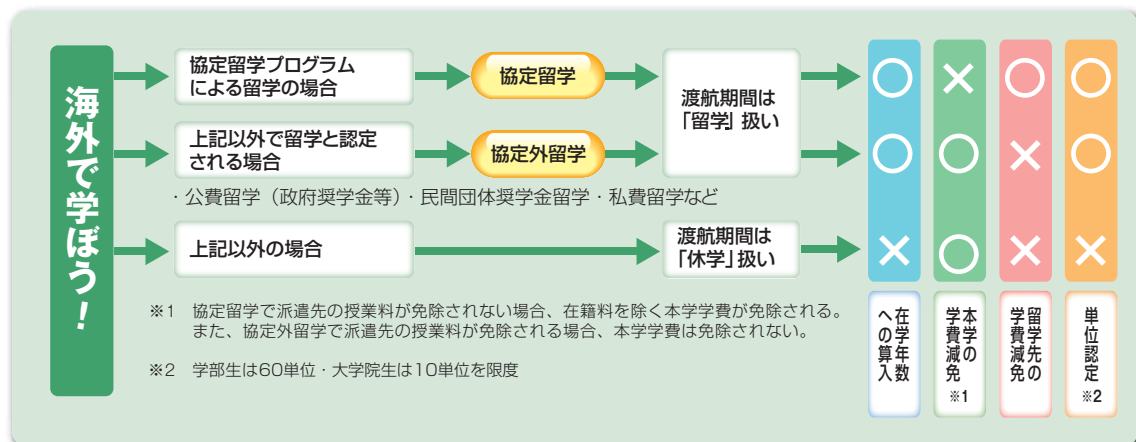 海外で学ぼう！
協定留学プログラム
による留学の場合
協定留学
渡航期間は
「留学」扱い
○
×
○
○
上記以外で留学と認定
される場合
協定外留学
○
○
×
○
・公費留学（政府奨学金等）・民間団体奨学金留学・私費留学など
上記以外の場合
渡航期間は
「休学」扱い
×
○
×
×
※1 協定留学で派遣先の授業料が免除されない場合、在籍料を除く本学学費が免除される。
また、協定外留学で派遣先の授業料が免除される場合、本学学費は免除されない。
※2 学部生は60単位・大学院生は10単位を限度
在学年数
への算入
本学の
学費減免
※1
留学先の
学費減免
単位認定
※2